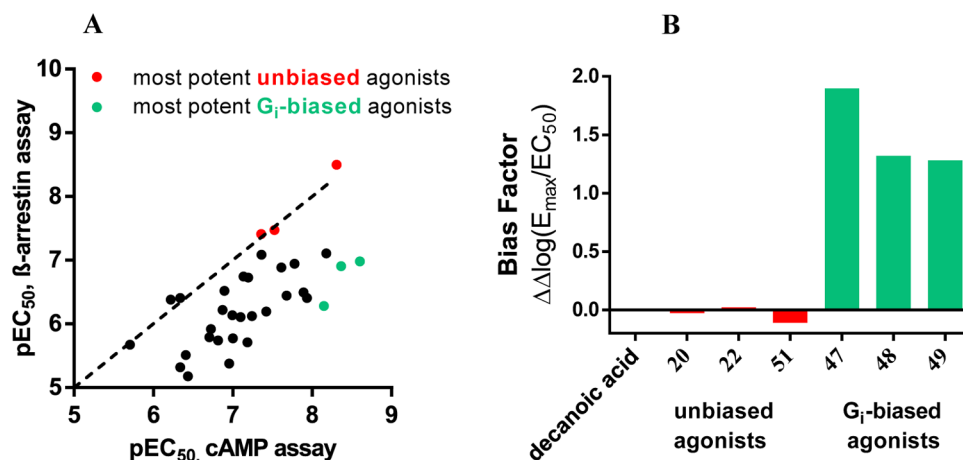 A
10
9
8
7
6
5
5 6 7 8 9
pEC50, ß-arrestin assay
pEC50, cAMP assay
most potent unbiased agonists
most potent Gi-biased agonists
B
2.0
1.5
1.0
0.5
0.0
Bias Factor
ΔΔlog(Emax/EC50)
decanoic acid
20 22 51 47 48 49
unbiased
agonists
Gi-biased
agonists